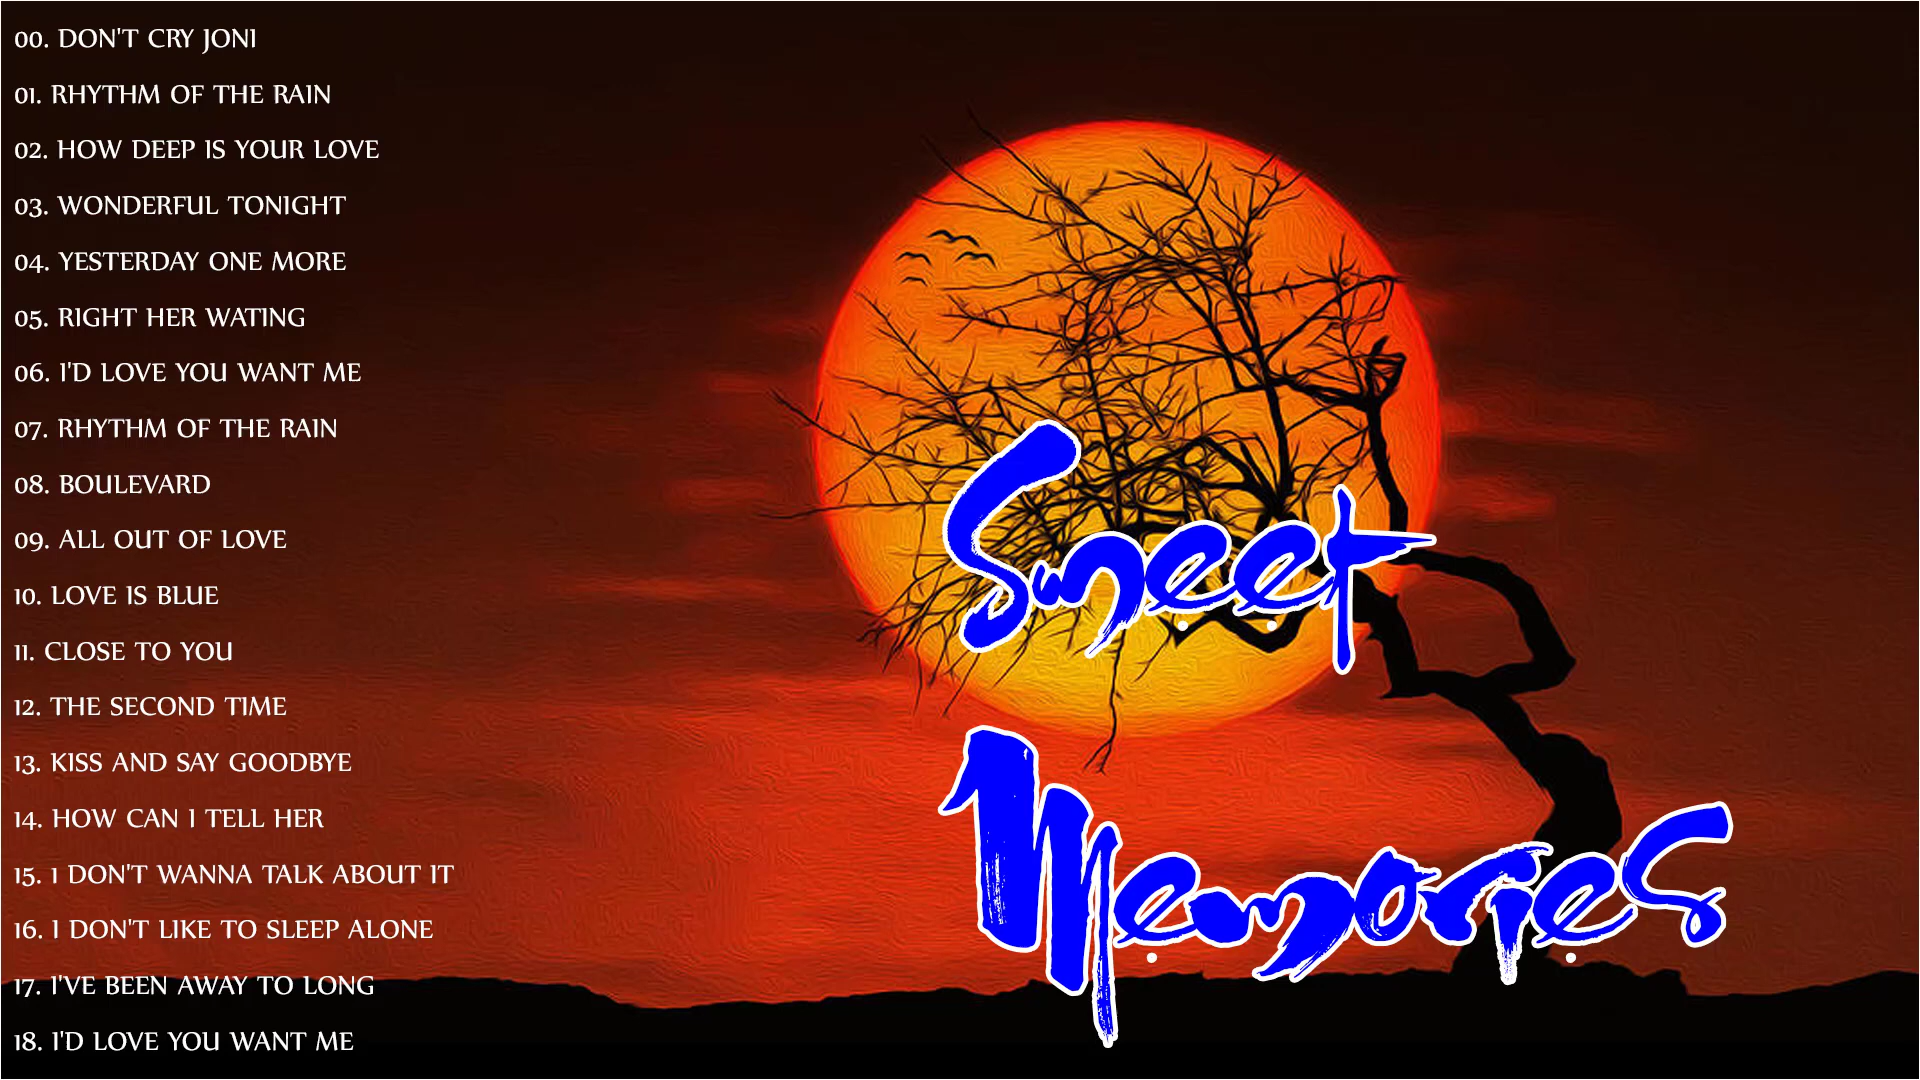 00. DON'T CRY JONI
01. RHYTHM OF THE RAIN
02. HOW DEEP IS YOUR LOVE
03. WONDERFUL TONIGHT
04. YESTERDAY ONE MORE
05. RIGHT HER WATING
06. I'D LOVE YOU WANT ME
07. RHYTHM OF THE RAIN
08. BOULEVARD
09. ALL OUT OF LOVE
10. LOVE IS BLUE
11. CLOSE TO YOU
12. THE SECOND TIME
13. KISS AND SAY GOODBYE
14. HOW CAN I TELL HER
15. 1 DON'T WANNA TALK ABOUT IT
16. I DON'T LIKE TO SLEEP ALONE
17. I'VE BEEN AWAY TO LONG
18. I'D LOVE YOU WANT ME
Sweet
Memories